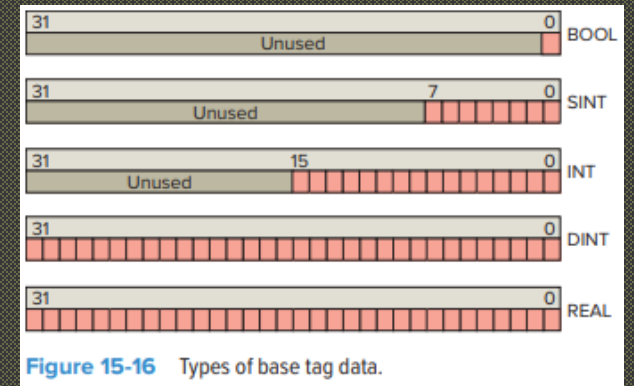 31 0
Unused BOOL
31 7 0
Unused SINT
31 15 0
Unused INT
31 0
DINT
31 0
REAL
Figure 15-16 Types of base tag data.